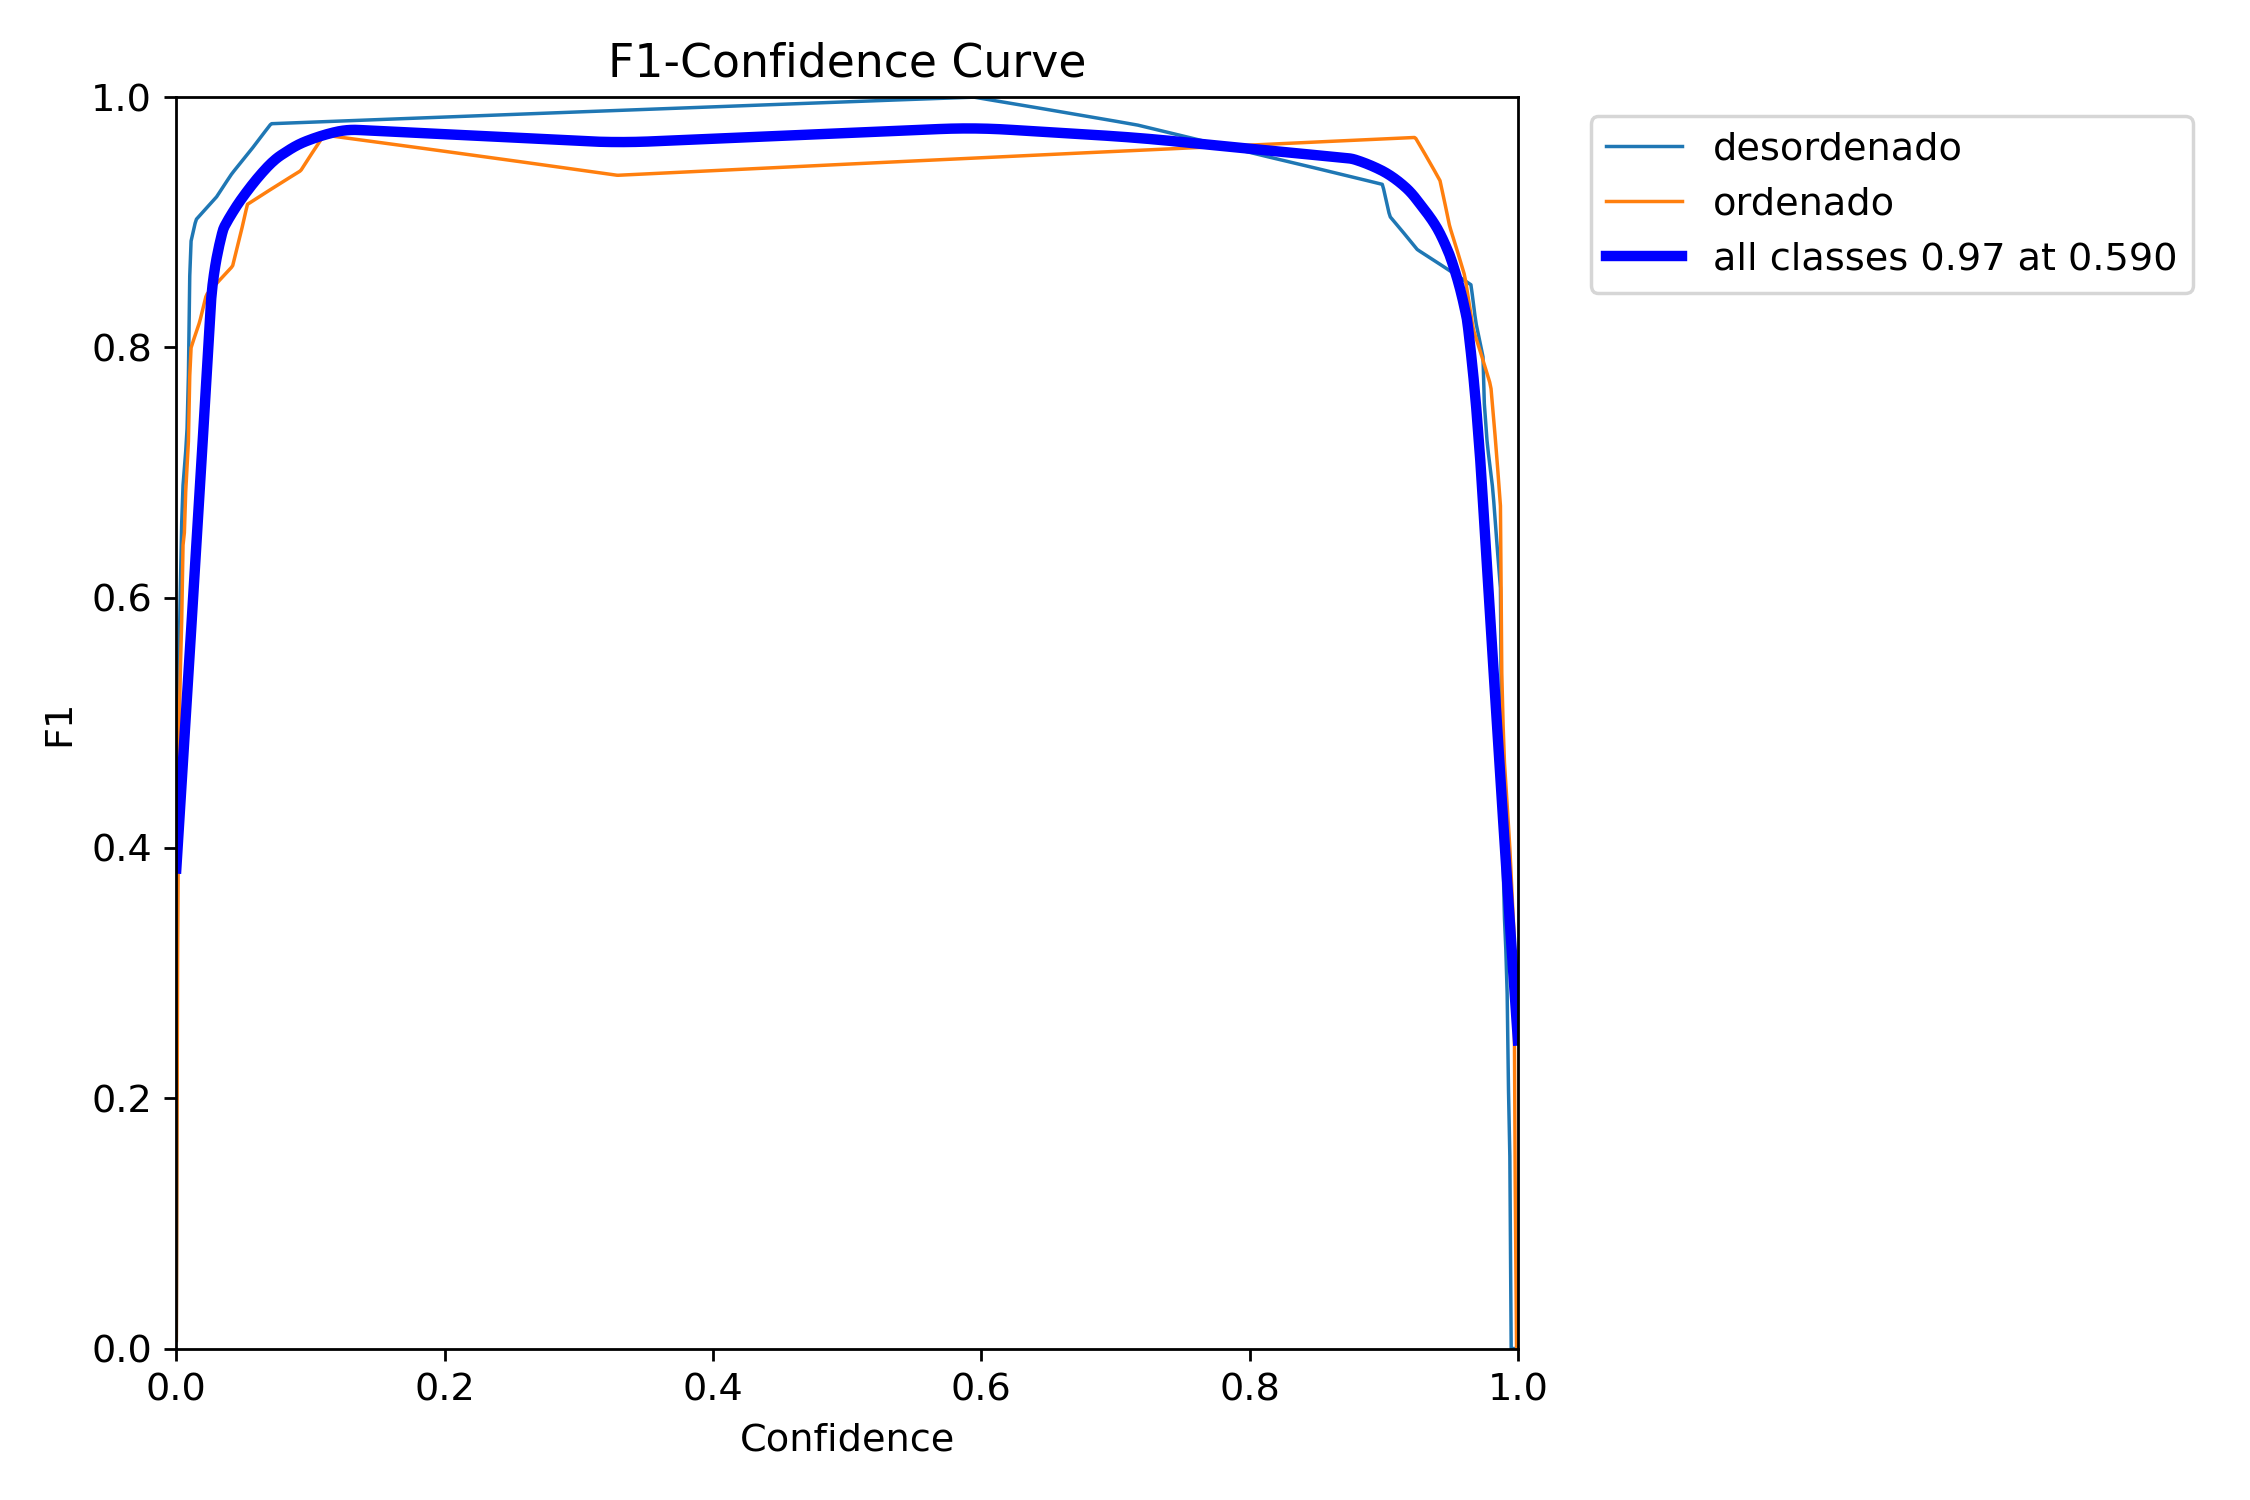 F1-Confidence Curve
1.0
0.8
0.6
0.4
0.2
0.0
F1
0.0 0.2 0.4 0.6 0.8 1.0
Confidence
desordenado
ordenado
all classes 0.97 at 0.590